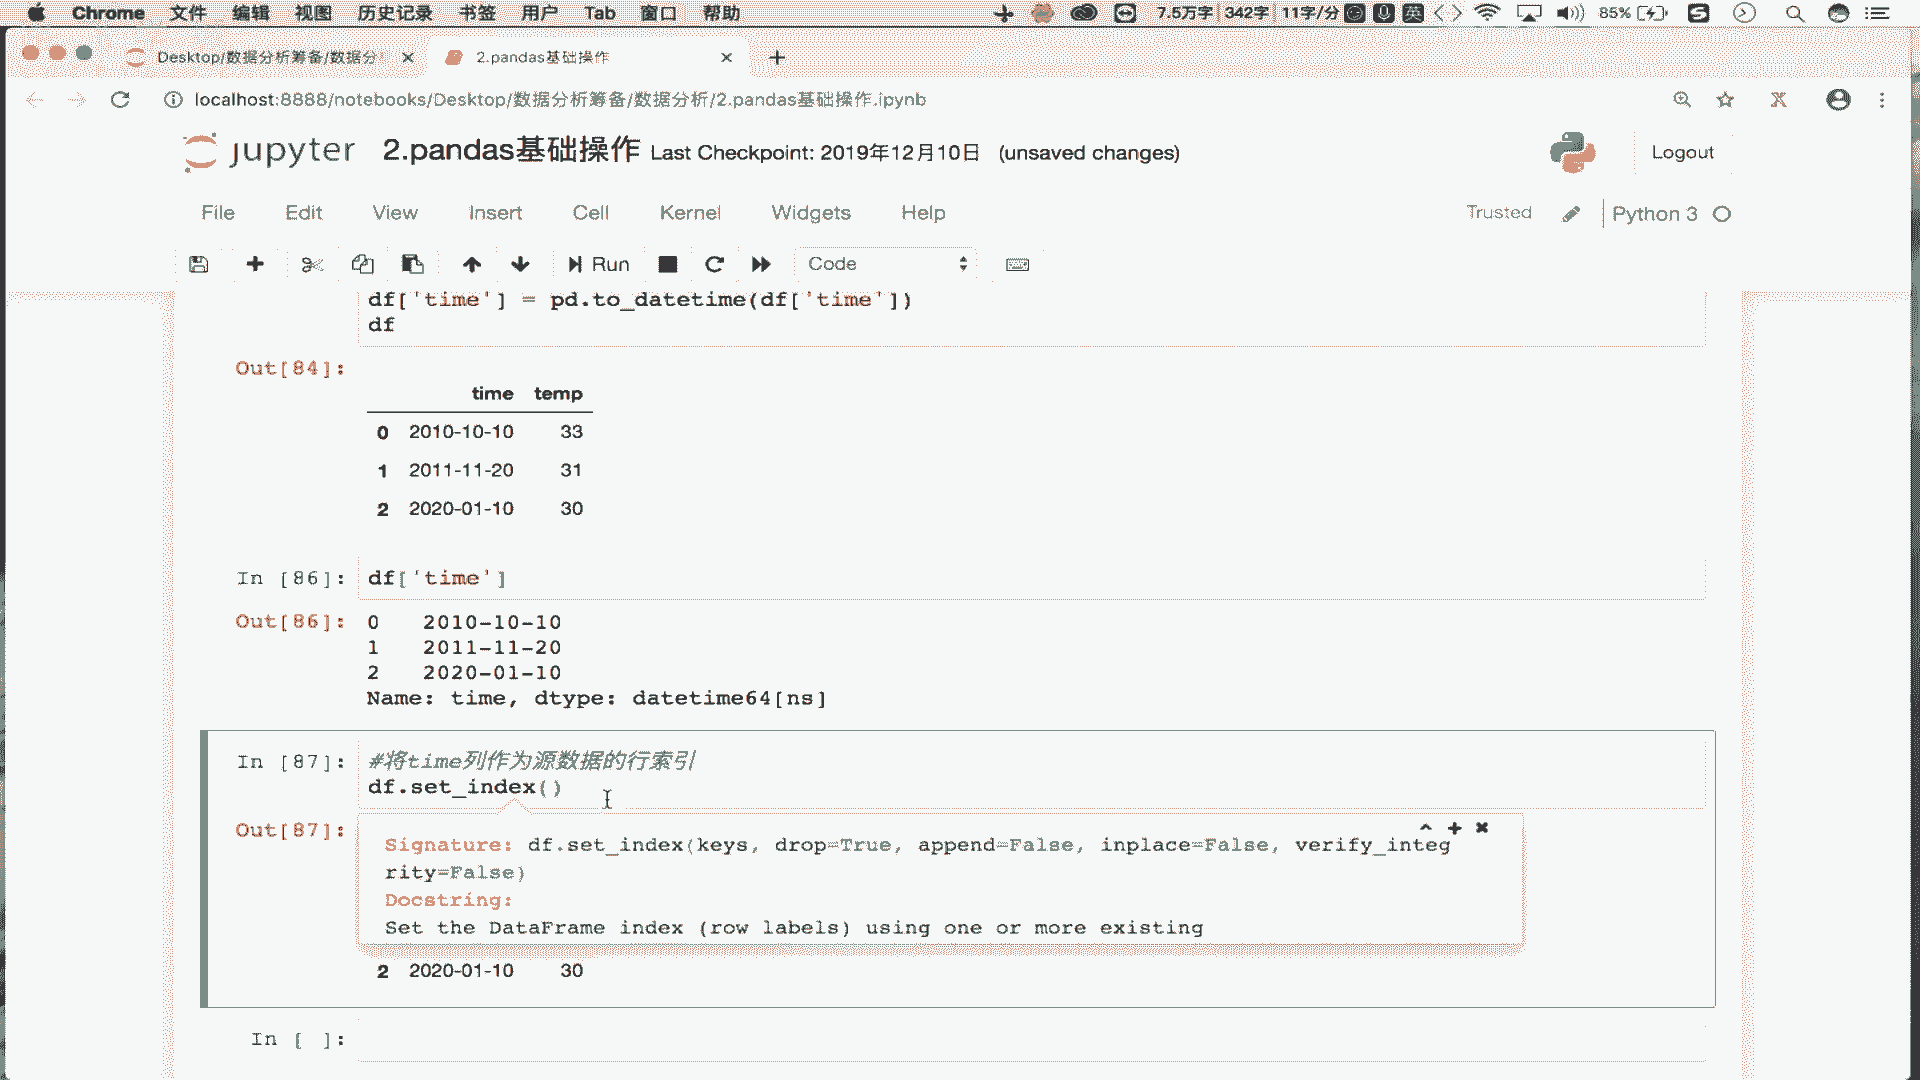 Chrome 文件 编辑 视图 历史记录 书签 用户 Tab 窗口 帮助 7.5万字 342字 11字/分 英 85%
Desktop/数据分析筹备/数据分 2.pandas基础操作
localhost:8888/notebooks/Desktop/数据分析筹备/数据分析/2.pandas基础操作.ipynb
jupyter 2.pandas基础操作 Last Checkpoint: 2019年12月10日 (unsaved changes) Logout
File Edit View Insert Cell Kernel Widgets Help Trusted Python 3
Run Code
df['time'] = pd.to_datetime(df['time'])
df
Out[84]:
time temp
0 2010-10-10 33
1 2011-11-20 31
2 2020-01-10 30
In [86]: df['time']
Out[86]: 0 2010-10-10
1 2011-11-20
2 2020-01-10
Name: time, dtype: datetime64[ns]
In [87]: #将time列作为源数据的行索引
df.set_index()
Out[87]:
Signature: df.set_index(keys, drop=True, append=False, inplace=False, verify_integ
rity=False)
Docstring:
Set the DataFrame index (row labels) using one or more existing
2 2020-01-10 30
In [ ]: